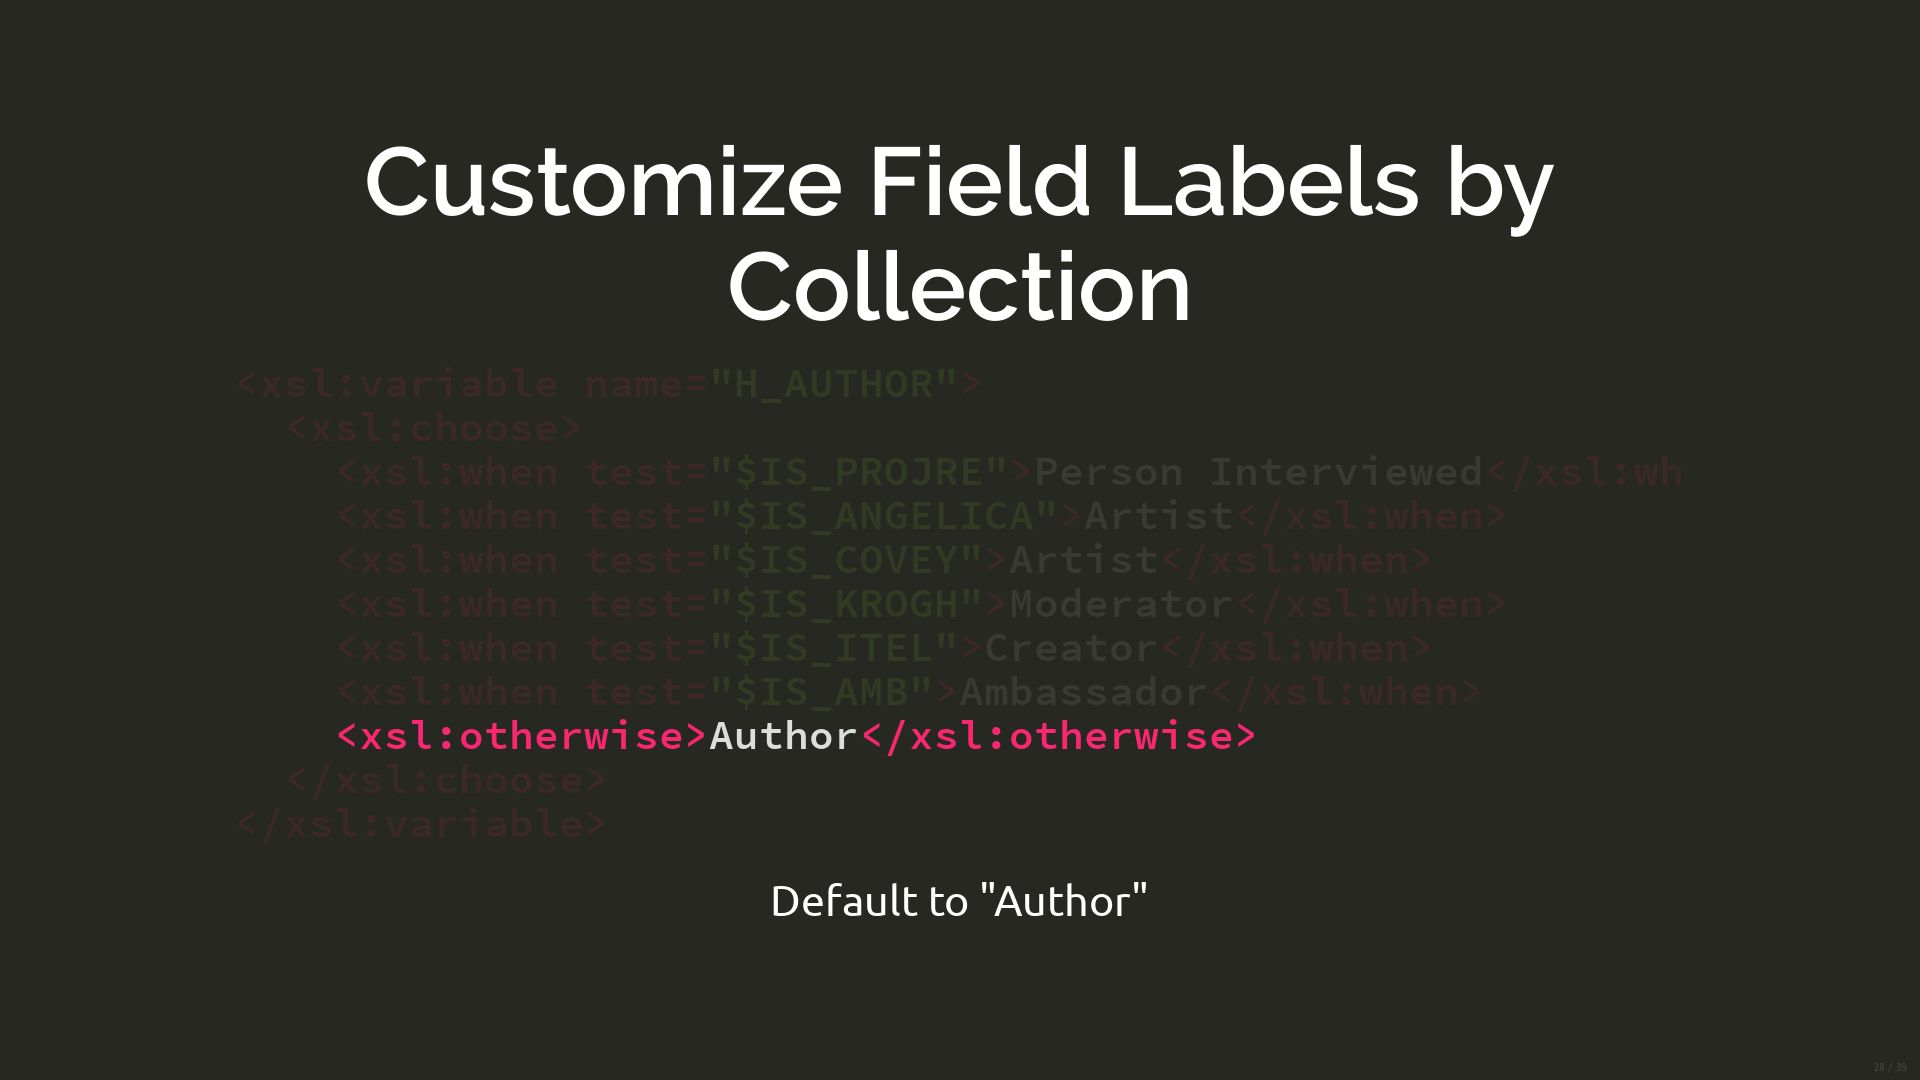 Customize Field Labels by
Collection
<xsl:variable name="H_AUTHOR">
  <xsl:choose>
    <xsl:when test="$IS_PROJRE">Person Interviewed</xsl:wh
    <xsl:when test="$IS_ANGELICA">Artist</xsl:when>
    <xsl:when test="$IS_COVEY">Artist</xsl:when>
    <xsl:when test="$IS_KROGH">Moderator</xsl:when>
    <xsl:when test="$IS_ITEL">Creator</xsl:when>
    <xsl:when test="$IS_AMB">Ambassador</xsl:when>
    <xsl:otherwise>Author</xsl:otherwise>
  </xsl:choose>
</xsl:variable>
Default to "Author"
28 / 39